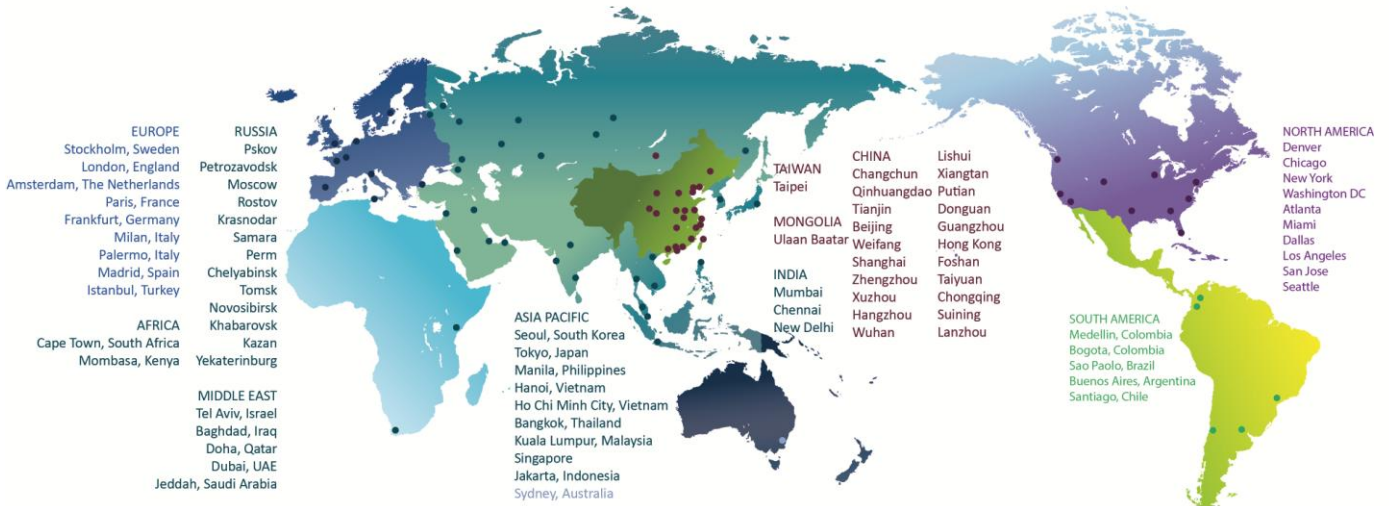 EUROPE
Stockholm, Sweden
London, England
Amsterdam, The Netherlands
Paris, France
Frankfurt, Germany
Milan, Italy
Palermo, Italy
Madrid, Spain
Istanbul, Turkey
AFRICA
Cape Town, South Africa
Mombasa, Kenya
RUSSIA
Pskov
Petrozavodsk
Moscow
Rostov
Krasnodar
Samara
Perm
Chelyabinsk
Tomsk
Novosibirsk
Khabarovsk
Kazan
Yekaterinburg
MIDDLE EAST
Tel Aviv, Israel
Baghdad, Iraq
Doha, Qatar
Dubai, UAE
Jeddah, Saudi Arabia
ASIA PACIFIC
Seoul, South Korea
Tokyo, Japan
Manila, Philippines
Hanoi, Vietnam
Ho Chi Minh City, Vietnam
Bangkok, Thailand
Kuala Lumpur, Malaysia
Singapore
Jakarta, Indonesia
Sydney, Australia
TAIWAN
Taipei
MONGOLIA
Ulaan Baatar
INDIA
Mumbai
Chennai
New Delhi
CHINA
Changchun
Qinhuangdao
Tianjin
Beijing
Weifang
Shanghai
Zhengzhou
Xuzhou
Hangzhou
Wuhan
Lishui
Xiangtan
Putian
Donguan
Guangzhou
Hong Kong
Foshan
Taiyuan
Chongqing
Suining
Lanzhou
SOUTH AMERICA
Medellin, Colombia
Bogota, Colombia
Sao Paolo, Brazil
Buenos Aires, Argentina
Santiago, Chile
NORTH AMERICA
Denver
Chicago
New York
Washington DC
Atlanta
Miami
Dallas
Los Angeles
San Jose
Seattle